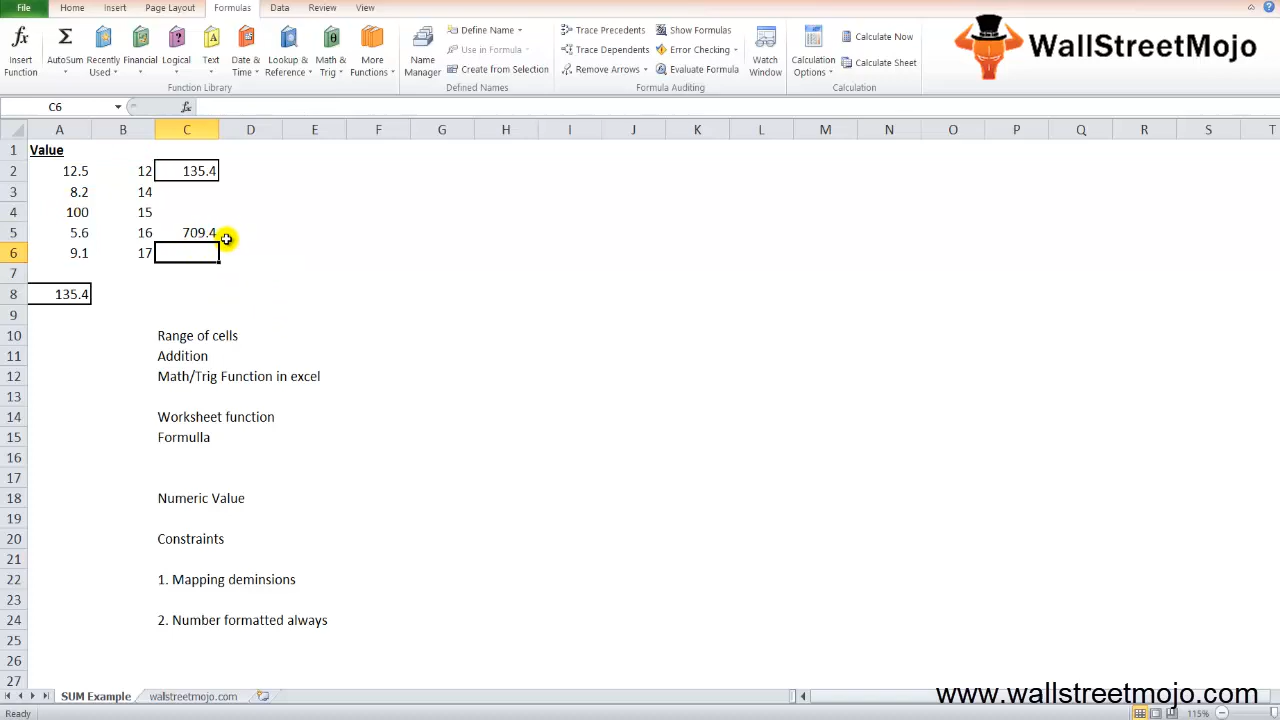 File Home Insert Page Layout Formulas Data Review View
Insert Function
AutoSum
Recently Used
Financial
Logical
Text
Date & Time
Lookup & Reference
Math & Trig
More Functions
Function Library
Name Manager
Define Name
Use in Formula
Create from Selection
Defined Names
Trace Precedents
Trace Dependents
Remove Arrows
Show Formulas
Error Checking
Evaluate Formula
Formula Auditing
Watch Window
Calculation Options
Calculate Now
Calculate Sheet
Calculation
WallStreetMojo
C6 fx
A B C D E F G H I J K L M N O P Q R S T
1 Value
2 12.5 12 135.4
3 8.2 14
4 100 15
5 5.6 16 709.4
6 9.1 17
7
8 135.4
9
10 Range of cells
11 Addition
12 Math/Trig Function in excel
13
14 Worksheet function
15 Formulla
16
17
18 Numeric Value
19
20 Constraints
21
22 1. Mapping deminsions
23
24 2. Number formatted always
25
26
27
SUM Example wallstreetmojo.com
www.wallstreetmojo.com
Ready 115%